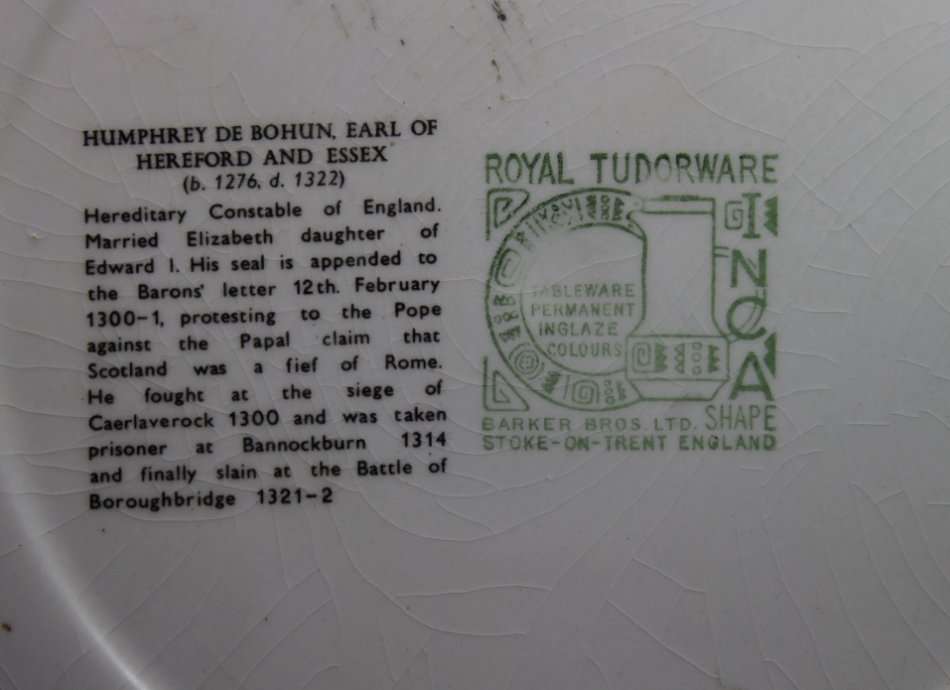 HUMPHREY DE BOHUN, EARL OF
HEREFORD AND ESSEX
(b. 1276, d. 1322)
Hereditary Constable of England.
Married Elizabeth daughter of
Edward I. His seal is appended to
the Barons' letter 12th. February
1300-1, protesting to the Pope
against the Papal claim that
Scotland was a fief of Rome.
He fought at the siege of
Caerlaverock 1300 and was taken
prisoner at Bannockburn 1314
and finally slain at the Battle of
Boroughbridge 1321-2
ROYAL TUDORWARE
INCA
SHAPE
TABLEWARE
PERMANENT
INGLAZE
COLOURS
BARKER BROS. LTD.
STOKE-ON-TRENT ENGLAND